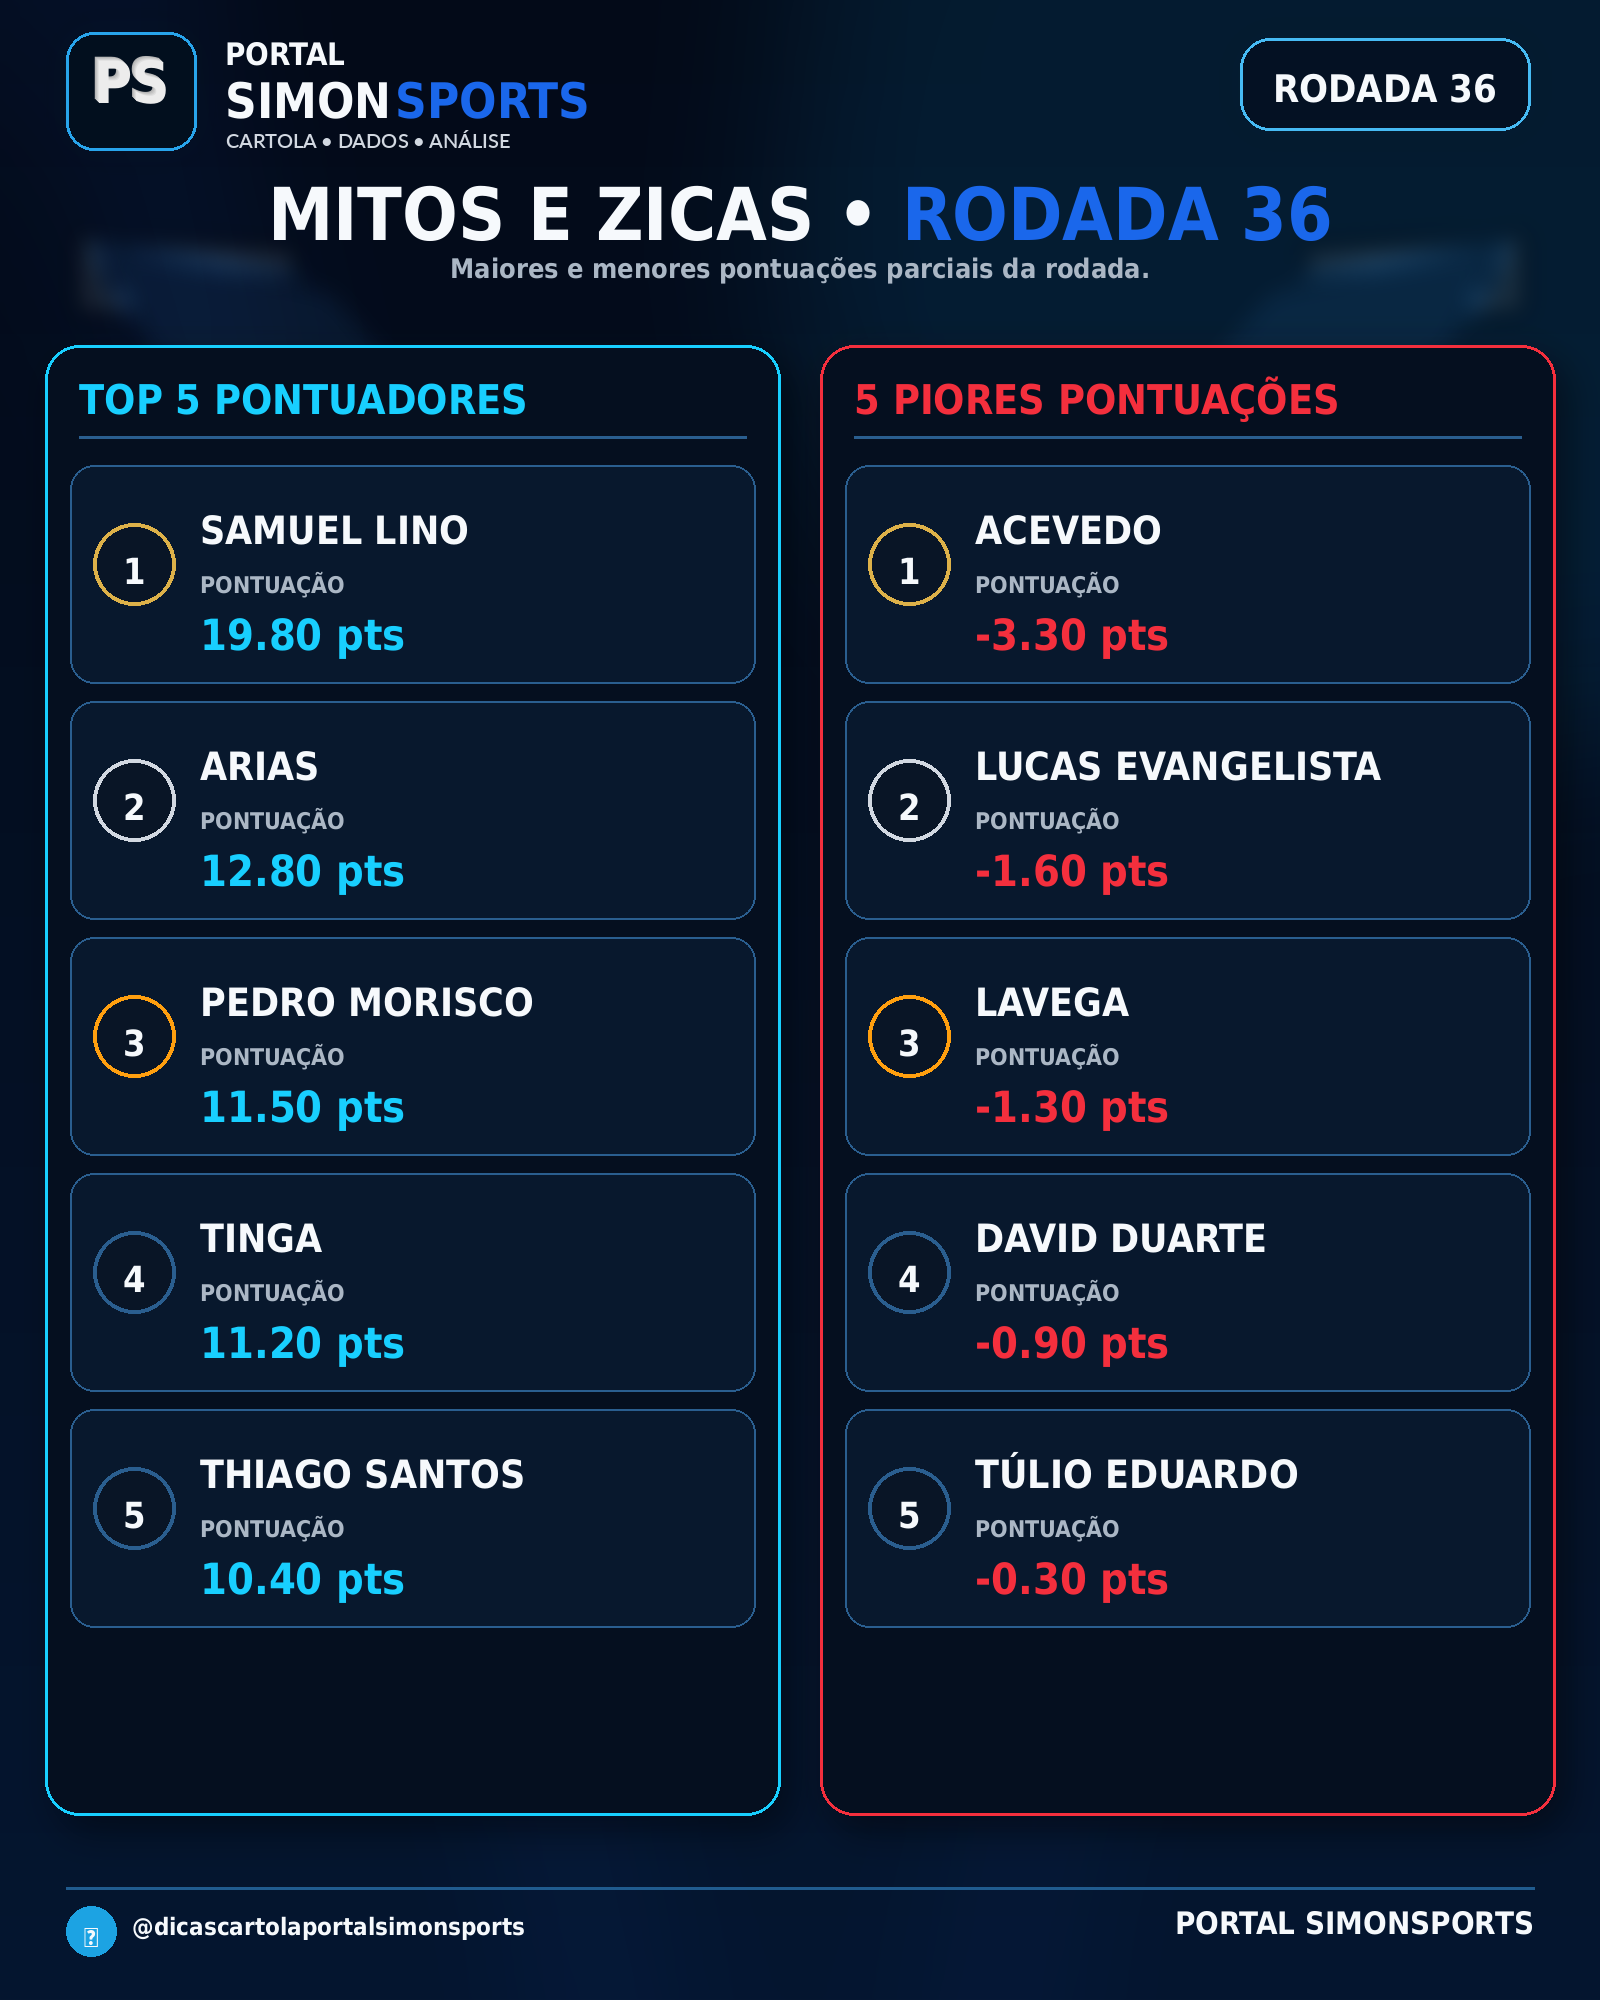 PS
PORTAL
SIMONSPORTS
CARTOLA • DADOS • ANÁLISE
RODADA 36
MITOS E ZICAS • RODADA 36
Maiores e menores pontuações parciais da rodada.
TOP 5 PONTUADORES
1
SAMUEL LINO
PONTUAÇÃO
19.80 pts
2
ARIAS
PONTUAÇÃO
12.80 pts
3
PEDRO MORISCO
PONTUAÇÃO
11.50 pts
4
TINGA
PONTUAÇÃO
11.20 pts
5
THIAGO SANTOS
PONTUAÇÃO
10.40 pts
5 PIORES PONTUAÇÕES
1
ACEVEDO
PONTUAÇÃO
-3.30 pts
2
LUCAS EVANGELISTA
PONTUAÇÃO
-1.60 pts
3
LAVEGA
PONTUAÇÃO
-1.30 pts
4
DAVID DUARTE
PONTUAÇÃO
-0.90 pts
5
TÚLIO EDUARDO
PONTUAÇÃO
-0.30 pts
@dicascartolaportalsimonsports
PORTAL SIMONSPORTS